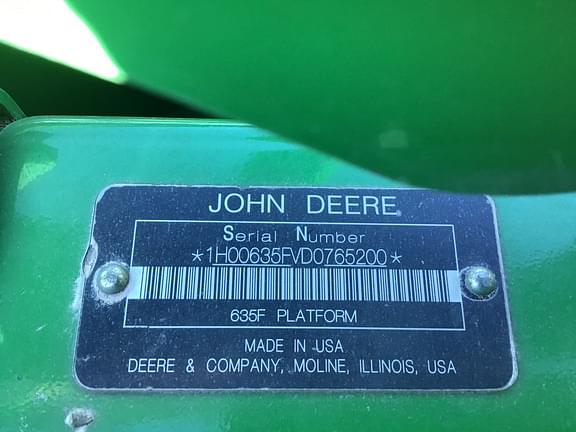 JOHN DEERE
Serial Number
*1H00635FVD0765200*
635F PLATFORM
MADE IN USA
DEERE & COMPANY, MOLINE, ILLINOIS, USA